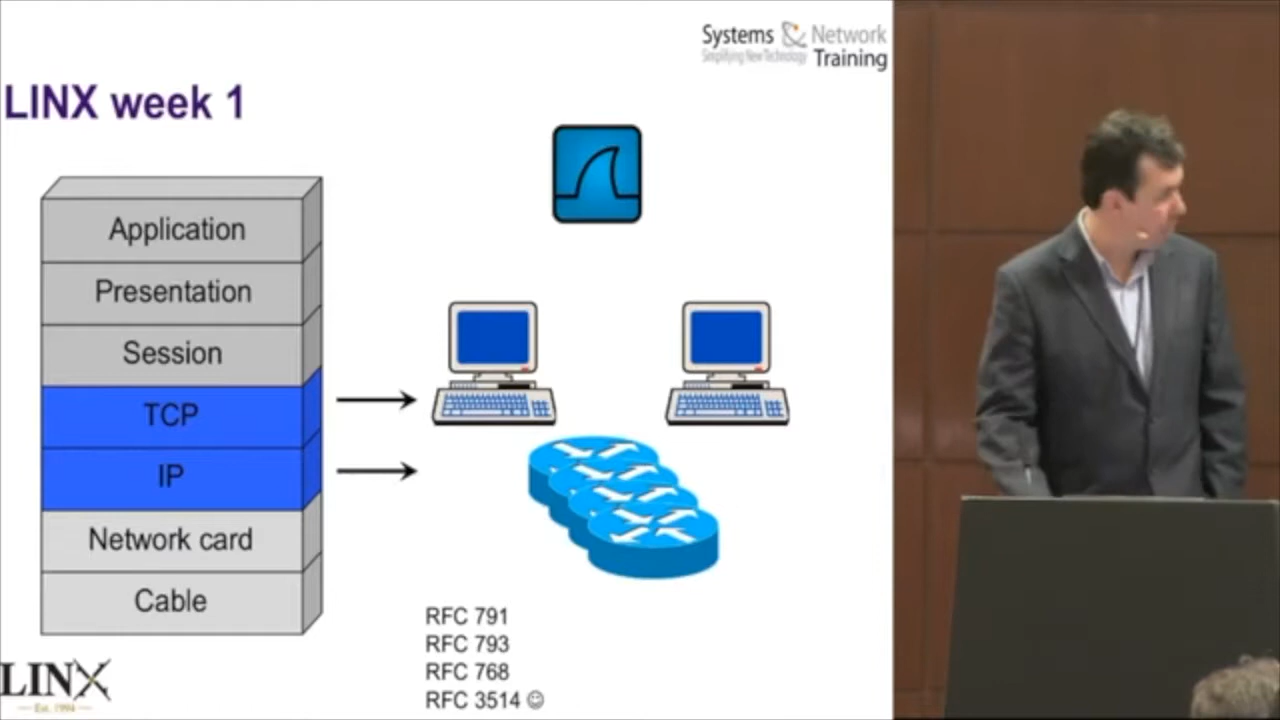 Systems Network
Simplifying New Technology Training
LINX week 1
Application
Presentation
Session
TCP
IP
Network card
Cable
RFC 791
RFC 793
RFC 768
RFC 3514 ☺
LINX
Est. 1994